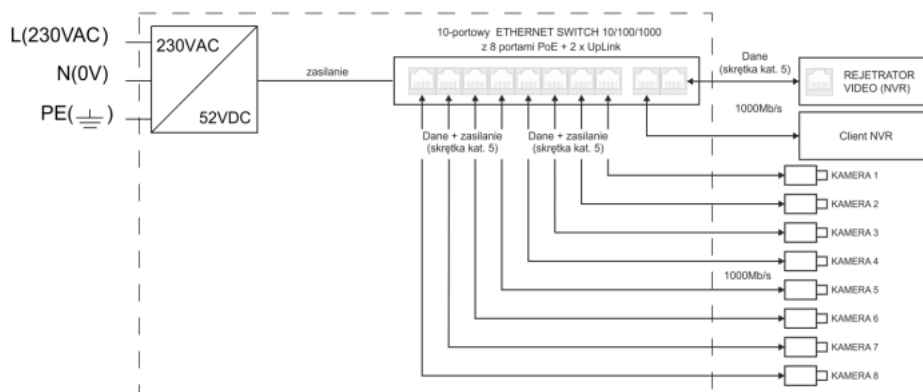 L(230VAC)
N(0V)
PE(⏚)
230VAC
52VDC
zasilanie
10-portowy ETHERNET SWITCH 10/100/1000
z 8 portami PoE + 2 x UpLink
Dane
(skrętka kat. 5)
REJETRATOR
VIDEO (NVR)
1000Mb/s
Client NVR
Dane + zasilanie
(skrętka kat. 5)
Dane + zasilanie
(skrętka kat. 5)
KAMERA 1
KAMERA 2
KAMERA 3
KAMERA 4
1000Mb/s
KAMERA 5
KAMERA 6
KAMERA 7
KAMERA 8